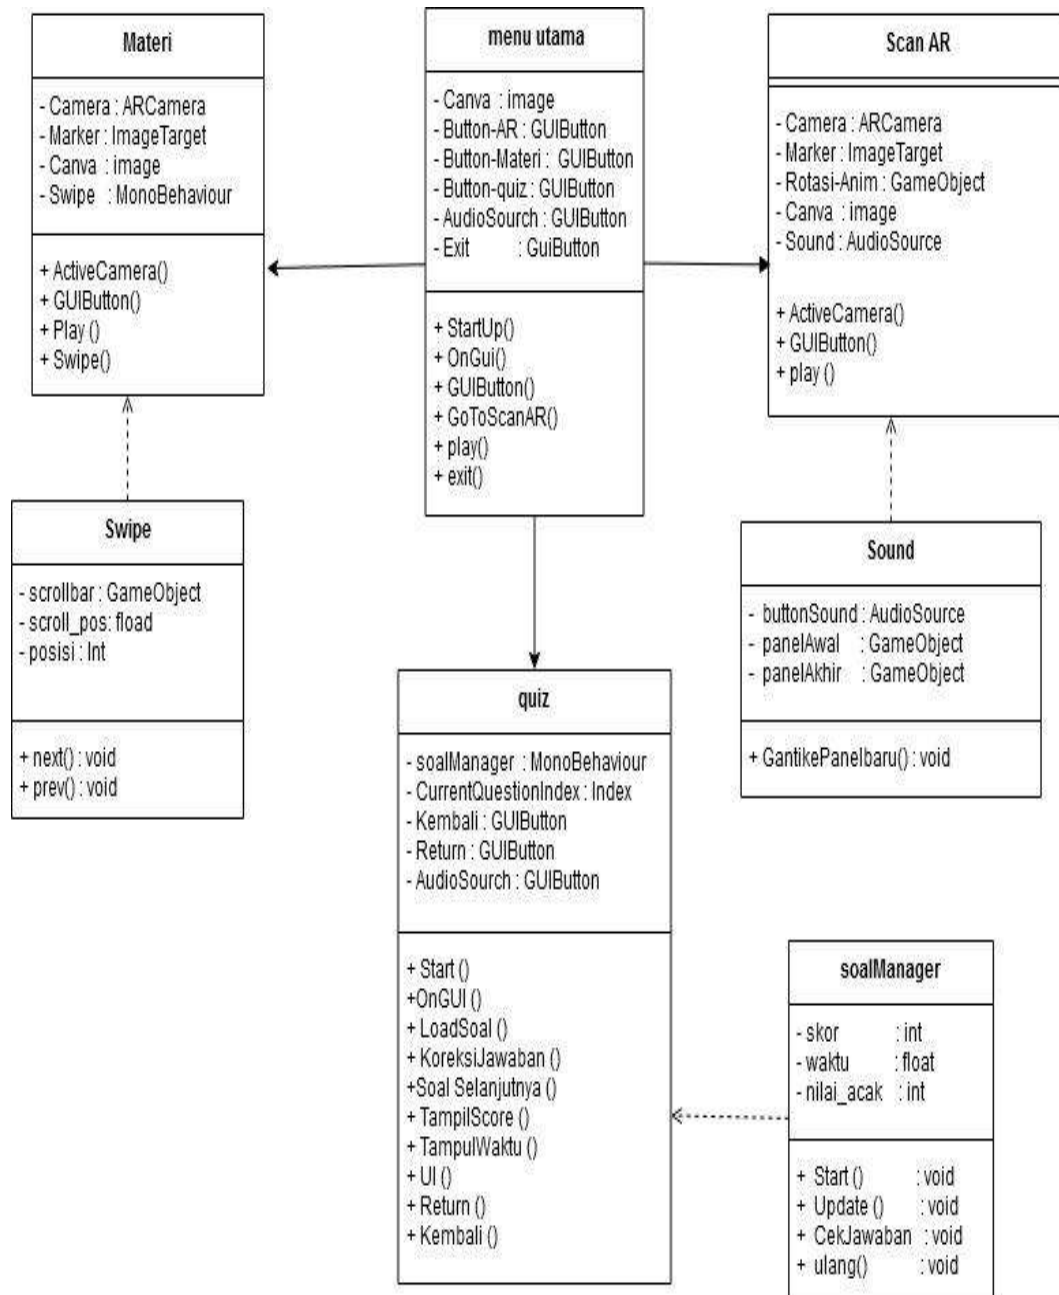 Materi
- Camera : ARCamera
- Marker : ImageTarget
- Canva : image
- Swipe : MonoBehaviour
+ ActiveCamera()
+ GUIButton()
+ Play ()
+ Swipe()
menu utama
- Canva : image
- Button-AR : GUIButton
- Button-Materi : GUIButton
- Button-quiz : GUIButton
- AudioSourch : GUIButton
- Exit : GuiButton
+ StartUp()
+ OnGui()
+ GUIButton()
+ GoToScanAR()
+ play()
+ exit()
Scan AR
- Camera : ARCamera
- Marker : ImageTarget
- Rotasi-Anim : GameObject
- Canva : image
- Sound : AudioSource
+ ActiveCamera()
+ GUIButton()
+ play ()
Swipe
- scrollbar : GameObject
- scroll_pos: fload
- posisi : Int
+ next() : void
+ prev() : void
Sound
- buttonSound : AudioSource
- panelAwal : GameObject
- panelAkhir : GameObject
+ GantikePanelbaru() : void
quiz
- soalManager : MonoBehaviour
- CurrentQuestionIndex : Index
- Kembali : GUIButton
- Return : GUIButton
- AudioSourch : GUIButton
+ Start ()
+OnGUI ()
+ LoadSoal ()
+ KoreksiJawaban ()
+Soal Selanjutnya ()
+ TampilScore ()
+ TampulWaktu ()
+ UI ()
+ Return ()
+ Kembali ()
soalManager
- skor : int
- waktu : float
- nilai_acak : int
+ Start () : void
+ Update () : void
+ CekJawaban : void
+ ulang() : void